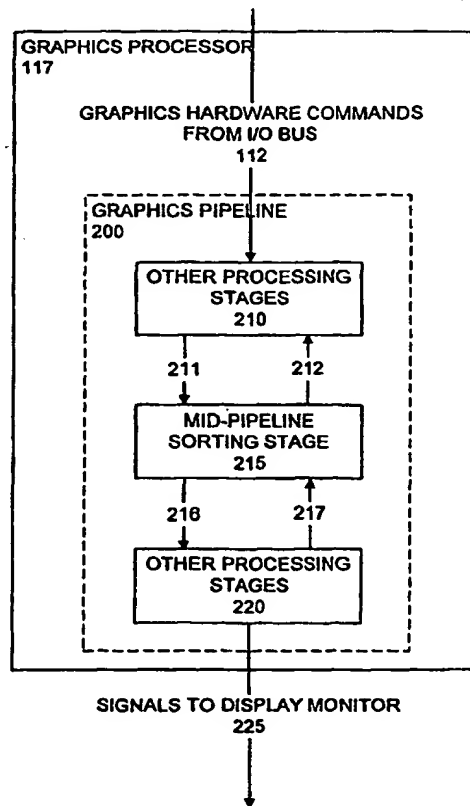 GRAPHICS PROCESSOR
117
GRAPHICS HARDWARE COMMANDS
FROM I/O BUS
112
GRAPHICS PIPELINE
200
OTHER PROCESSING
STAGES
210
211 212
MID-PIPELINE
SORTING STAGE
215
216 217
OTHER PROCESSING
STAGES
220
SIGNALS TO DISPLAY MONITOR
225